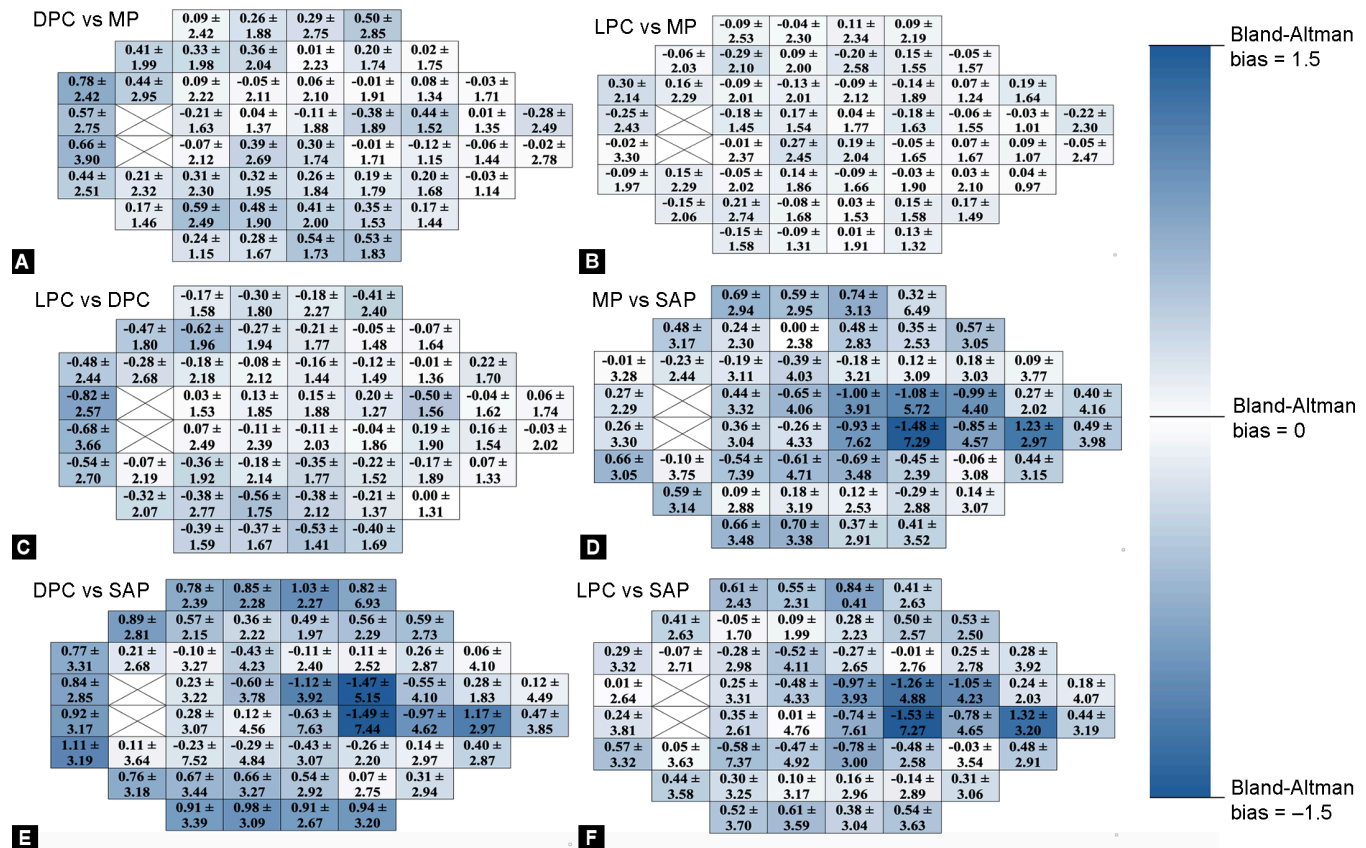 DPC vs MP
0.09 ± 0.26 ± 0.29 ± 0.50 ±
2.42 1.88 2.75 2.85
0.41 ± 0.33 ± 0.36 ± 0.01 ± 0.20 ± 0.02 ±
1.99 1.98 2.04 2.23 1.74 1.75
0.78 ± 0.44 ± 0.09 ± -0.05 ± 0.06 ± -0.01 ± 0.08 ± -0.03 ±
2.42 2.95 2.22 2.11 2.10 1.91 1.34 1.71
0.57 ± -0.21 ± 0.04 ± -0.11 ± -0.38 ± 0.44 ± 0.01 ± -0.28 ±
2.75 1.63 1.37 1.88 1.89 1.52 1.35 2.49
0.66 ± -0.07 ± 0.39 ± 0.30 ± -0.01 ± -0.12 ± -0.06 ± -0.02 ±
3.90 2.12 2.69 1.74 1.71 1.15 1.44 2.78
0.44 ± 0.21 ± 0.31 ± 0.32 ± 0.26 ± 0.19 ± 0.20 ± -0.03 ±
2.51 2.32 2.30 1.95 1.84 1.79 1.68 1.14
0.17 ± 0.59 ± 0.48 ± 0.41 ± 0.35 ± 0.17 ±
1.46 2.49 1.90 2.00 1.53 1.44
0.24 ± 0.28 ± 0.54 ± 0.53 ±
1.15 1.67 1.73 1.83
A
LPC vs MP
-0.09 ± -0.04 ± 0.11 ± 0.09 ±
2.53 2.30 2.34 2.19
-0.06 ± -0.29 ± 0.09 ± -0.20 ± 0.15 ± -0.05 ±
2.03 2.10 2.00 2.58 1.55 1.57
0.30 ± 0.16 ± -0.09 ± -0.13 ± -0.09 ± -0.14 ± 0.07 ± 0.19 ±
2.14 2.29 2.01 2.01 2.12 1.89 1.24 1.64
-0.25 ± -0.18 ± 0.17 ± 0.04 ± -0.18 ± -0.06 ± -0.03 ± -0.22 ±
2.43 1.45 1.54 1.77 1.63 1.55 1.01 2.30
-0.02 ± -0.01 ± 0.27 ± 0.19 ± -0.05 ± 0.07 ± 0.09 ± -0.05 ±
3.30 2.37 2.45 2.04 1.65 1.67 1.07 2.47
-0.09 ± 0.15 ± -0.05 ± 0.14 ± -0.09 ± -0.03 ± 0.03 ± 0.04 ±
1.97 2.29 2.02 1.86 1.66 1.90 2.10 0.97
-0.15 ± 0.21 ± -0.08 ± 0.03 ± 0.15 ± 0.17 ±
2.06 2.74 1.68 1.53 1.58 1.49
-0.15 ± -0.09 ± 0.01 ± 0.13 ±
1.58 1.31 1.91 1.32
B
LPC vs DPC
-0.17 ± -0.30 ± -0.18 ± -0.41 ±
1.58 1.80 2.27 2.40
-0.47 ± -0.62 ± -0.27 ± -0.21 ± -0.05 ± -0.07 ±
1.80 1.96 1.94 1.77 1.48 1.64
-0.48 ± -0.28 ± -0.18 ± -0.08 ± -0.16 ± -0.12 ± -0.01 ± 0.22 ±
2.44 2.68 2.18 2.12 1.44 1.49 1.36 1.70
-0.82 ± 0.03 ± 0.13 ± 0.15 ± 0.20 ± -0.50 ± -0.04 ± 0.06 ±
2.57 1.53 1.85 1.88 1.27 1.56 1.62 1.74
-0.68 ± 0.07 ± -0.11 ± -0.11 ± -0.04 ± 0.19 ± 0.16 ± -0.03 ±
3.66 2.49 2.39 2.03 1.86 1.90 1.54 2.02
-0.54 ± -0.07 ± -0.36 ± -0.18 ± -0.35 ± -0.22 ± -0.17 ± 0.07 ±
2.70 2.19 1.92 2.14 1.77 1.52 1.89 1.33
-0.32 ± -0.38 ± -0.56 ± -0.38 ± -0.21 ± 0.00 ±
2.07 2.77 1.75 2.12 1.37 1.31
-0.39 ± -0.37 ± -0.53 ± -0.40 ±
1.59 1.67 1.41 1.69
C
MP vs SAP
0.69 ± 0.59 ± 0.74 ± 0.32 ±
2.94 2.95 3.13 6.49
0.48 ± 0.24 ± 0.00 ± 0.48 ± 0.35 ± 0.57 ±
3.17 2.30 2.38 2.83 2.53 3.05
-0.01 ± -0.23 ± -0.19 ± -0.39 ± -0.18 ± 0.12 ± 0.18 ± 0.09 ±
3.28 2.44 3.11 4.03 3.21 3.09 3.03 3.77
0.27 ± 0.44 ± -0.65 ± -1.00 ± -1.08 ± -0.99 ± 0.27 ± 0.40 ±
2.29 3.32 4.06 3.91 5.72 4.40 2.02 4.16
0.26 ± 0.36 ± -0.26 ± -0.93 ± -1.48 ± -0.85 ± 1.23 ± 0.49 ±
3.30 3.04 4.33 7.62 7.29 4.57 2.97 3.98
0.66 ± -0.10 ± -0.54 ± -0.61 ± -0.69 ± -0.45 ± -0.06 ± 0.44 ±
3.05 3.75 7.39 4.71 3.48 2.39 3.08 3.15
0.59 ± 0.09 ± 0.18 ± 0.12 ± -0.29 ± 0.14 ±
3.14 2.88 3.19 2.53 2.88 3.07
0.66 ± 0.70 ± 0.37 ± 0.41 ±
3.48 3.38 2.91 3.52
D
DPC vs SAP
0.78 ± 0.85 ± 1.03 ± 0.82 ±
2.39 2.28 2.27 6.93
0.89 ± 0.57 ± 0.36 ± 0.49 ± 0.56 ± 0.59 ±
2.81 2.15 2.22 1.97 2.29 2.73
0.77 ± 0.21 ± -0.10 ± -0.43 ± -0.11 ± 0.11 ± 0.26 ± 0.06 ±
3.31 2.68 3.27 4.23 2.40 2.52 2.87 4.10
0.84 ± 0.23 ± -0.60 ± -1.12 ± -1.47 ± -0.55 ± 0.28 ± 0.12 ±
2.85 3.22 3.78 3.92 5.15 4.10 1.83 4.49
0.92 ± 0.28 ± 0.12 ± -0.63 ± -1.49 ± -0.97 ± 1.17 ± 0.47 ±
3.17 3.07 4.56 7.63 7.44 4.62 2.97 3.85
1.11 ± 0.11 ± -0.23 ± -0.29 ± -0.43 ± -0.26 ± 0.14 ± 0.40 ±
3.19 3.64 7.52 4.84 3.07 2.20 2.97 2.87
0.76 ± 0.67 ± 0.66 ± 0.54 ± 0.07 ± 0.31 ±
3.18 3.44 3.27 2.92 2.75 2.94
0.91 ± 0.98 ± 0.91 ± 0.94 ±
3.39 3.09 2.67 3.20
E
LPC vs SAP
0.61 ± 0.55 ± 0.84 ± 0.41 ±
2.43 2.31 0.41 2.63
0.41 ± -0.05 ± 0.09 ± 0.28 ± 0.50 ± 0.53 ±
2.63 1.70 1.99 2.23 2.57 2.50
0.29 ± -0.07 ± -0.28 ± -0.52 ± -0.27 ± -0.01 ± 0.25 ± 0.28 ±
3.32 2.71 2.98 4.11 2.65 2.76 2.78 3.92
0.01 ± 0.25 ± -0.48 ± -0.97 ± -1.26 ± -1.05 ± 0.24 ± 0.18 ±
2.64 3.31 4.33 3.93 4.88 4.23 2.03 4.07
0.24 ± 0.35 ± 0.01 ± -0.74 ± -1.53 ± -0.78 ± 1.32 ± 0.44 ±
3.81 2.61 4.76 7.61 7.27 4.65 3.20 3.19
0.57 ± 0.05 ± -0.58 ± -0.47 ± -0.78 ± -0.48 ± -0.03 ± 0.48 ±
3.32 3.63 7.37 4.92 3.00 2.58 3.54 2.91
0.44 ± 0.30 ± 0.10 ± 0.16 ± -0.14 ± 0.31 ±
3.58 3.25 3.17 2.96 2.89 3.06
0.52 ± 0.61 ± 0.38 ± 0.54 ±
3.70 3.59 3.04 3.63
F
Bland-Altman
bias = 1.5
Bland-Altman
bias = 0
Bland-Altman
bias = –1.5